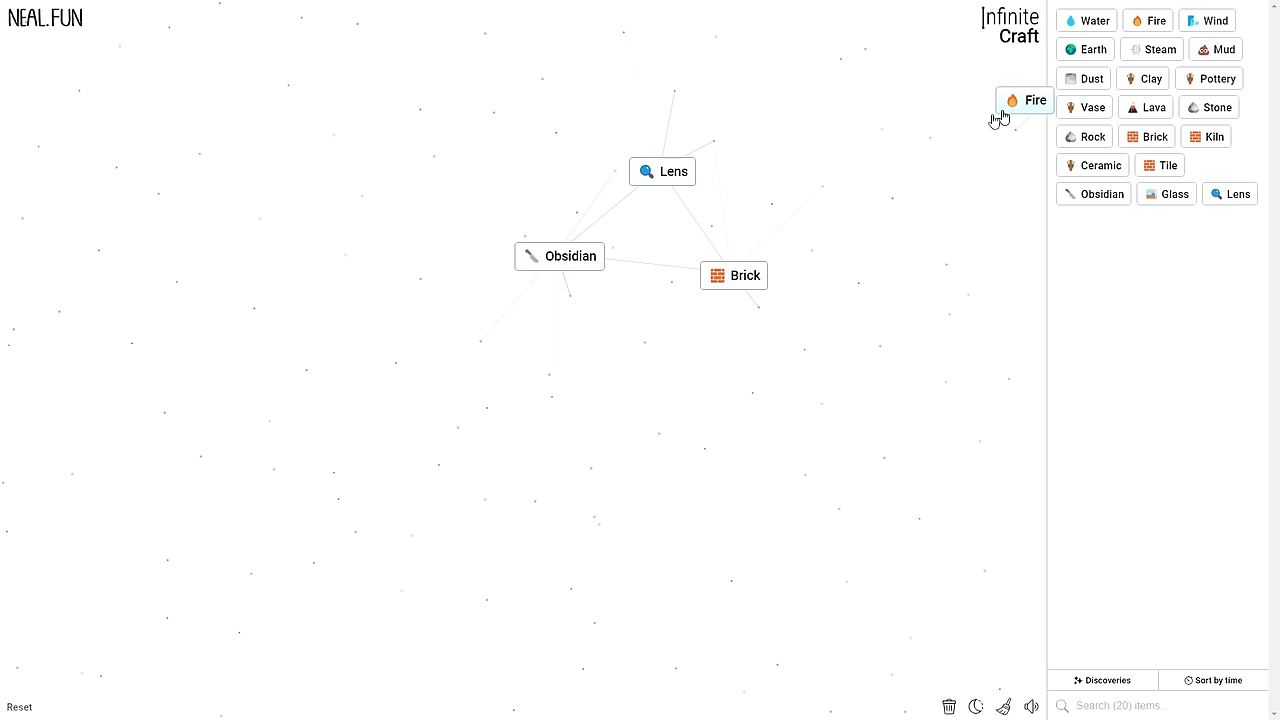 NEAL.FUN
Infinite
Craft
Water
Fire
Wind
Earth
Steam
Mud
Dust
Clay
Pottery
Fire
Vase
Lava
Stone
Rock
Brick
Kiln
Ceramic
Tile
Lens
Obsidian
Glass
Lens
Obsidian
Brick
Discoveries
Sort by time
Reset
Search (20) items...